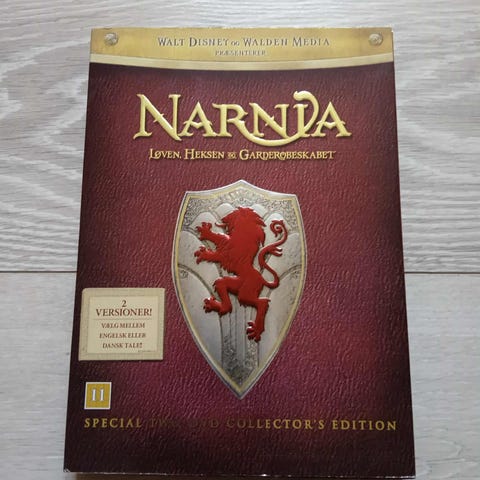 WALT DISNEY OG WALDEN MEDIA
PRÆSENTERER
NARNIA
LØVEN, HEKSEN OG GARDEROBESKABET
2
VERSIONER!
VÆLG MELLEM
ENGELSK ELLER
DANSK TALE!
11
SPECIAL DVD COLLECTOR'S EDITION